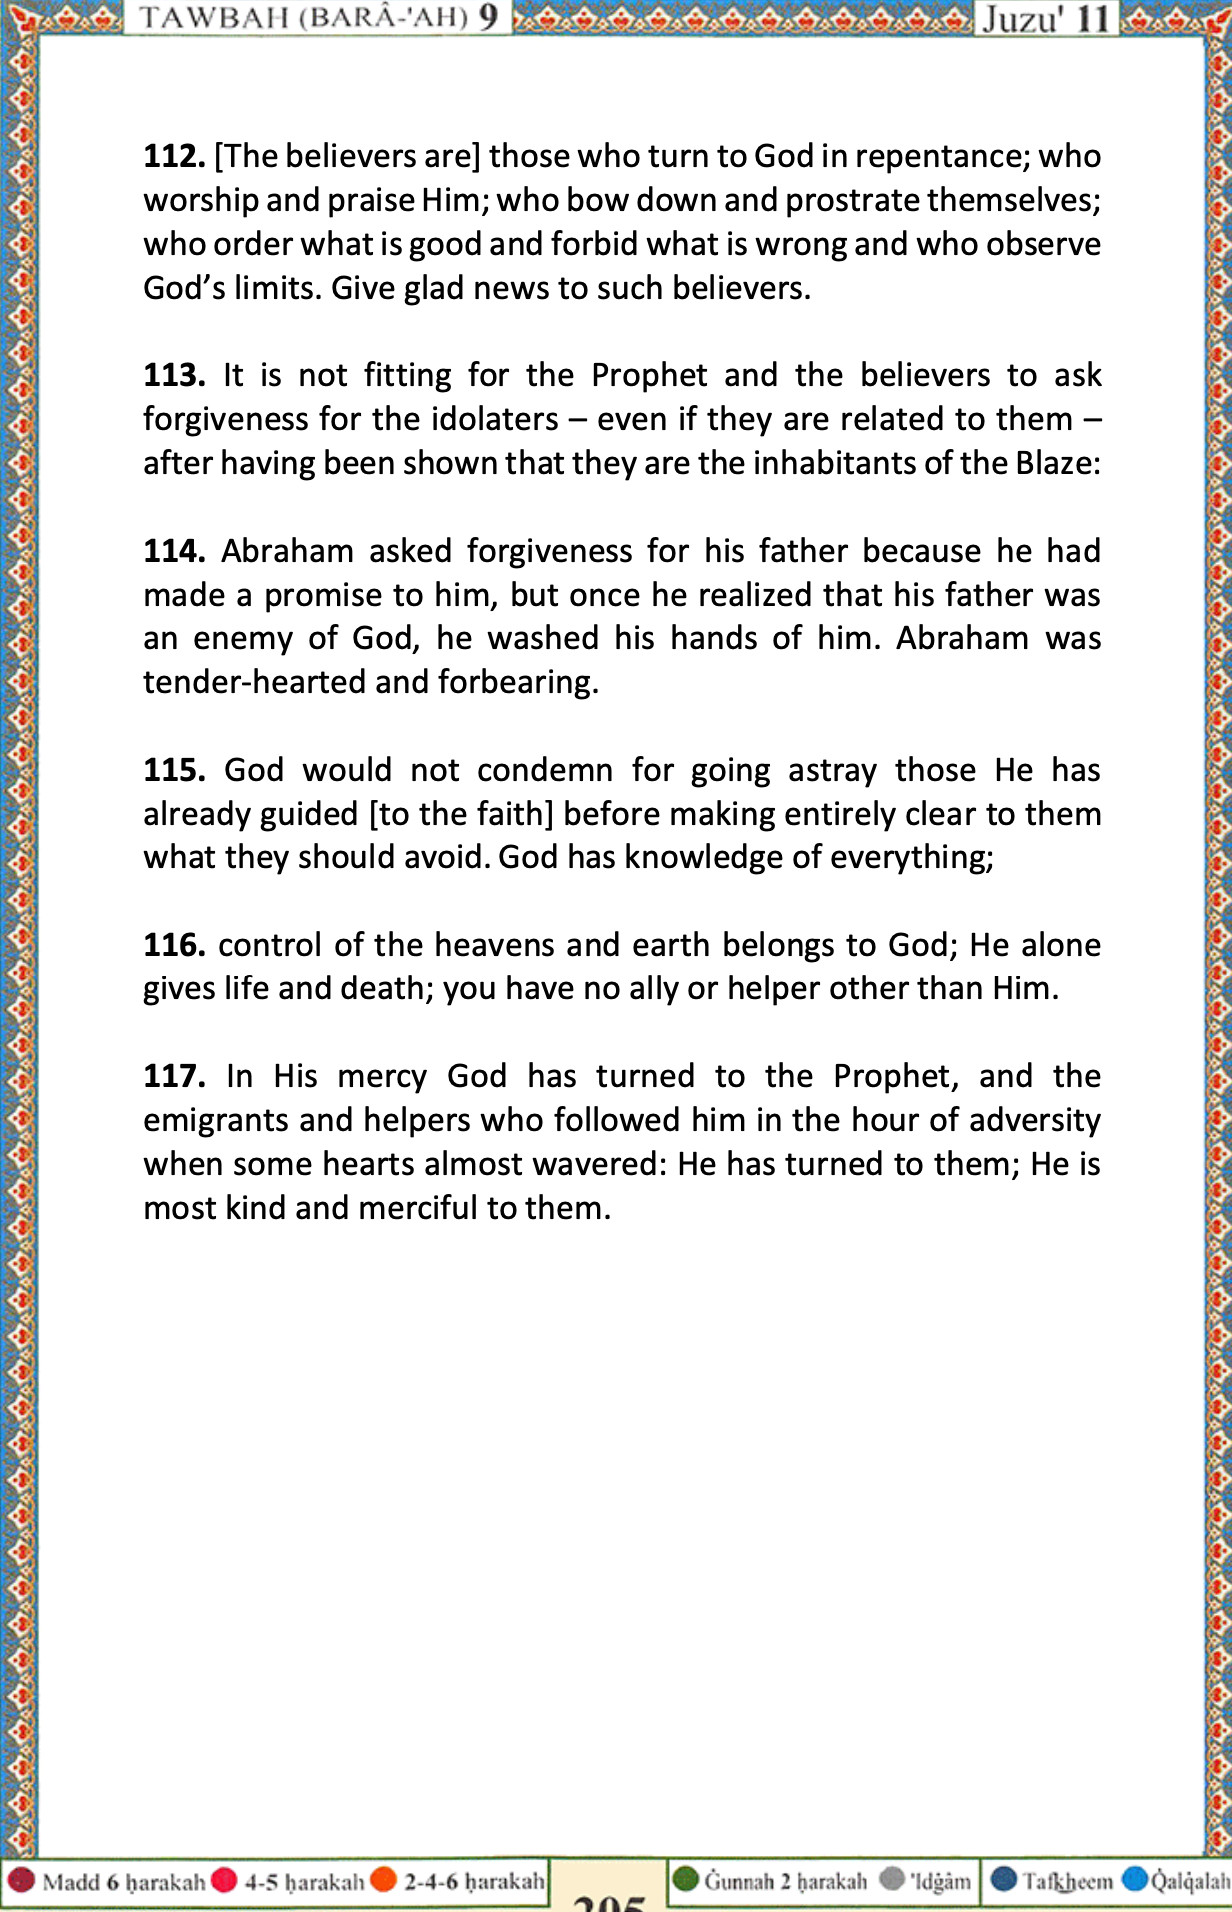 TAWBAH (BARÂ-'AH) 9 Juzu' 11
112. [The believers are] those who turn to God in repentance; who
worship and praise Him; who bow down and prostrate themselves;
who order what is good and forbid what is wrong and who observe
God’s limits. Give glad news to such believers.
113. It is not fitting for the Prophet and the believers to ask
forgiveness for the idolaters – even if they are related to them –
after having been shown that they are the inhabitants of the Blaze:
114. Abraham asked forgiveness for his father because he had
made a promise to him, but once he realized that his father was
an enemy of God, he washed his hands of him. Abraham was
tender-hearted and forbearing.
115. God would not condemn for going astray those He has
already guided [to the faith] before making entirely clear to them
what they should avoid. God has knowledge of everything;
116. control of the heavens and earth belongs to God; He alone
gives life and death; you have no ally or helper other than Him.
117. In His mercy God has turned to the Prophet, and the
emigrants and helpers who followed him in the hour of adversity
when some hearts almost wavered: He has turned to them; He is
most kind and merciful to them.
Madd 6 ḥarakah 4-5 ḥarakah 2-4-6 ḥarakah Ġunnah 2 ḥarakah 'Idġâm Tafkheem Q̇alq̇alah
205